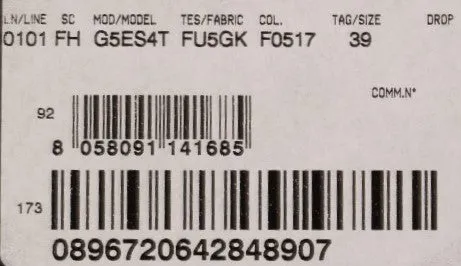 LN/LINE SC MOD/MODEL TES/FABRIC COL. TAG/SIZE DROP
0101 FH G5ES4T FU5GK F0517 39
COMM.N°
92
8 058091 141685
173
0896720642848907